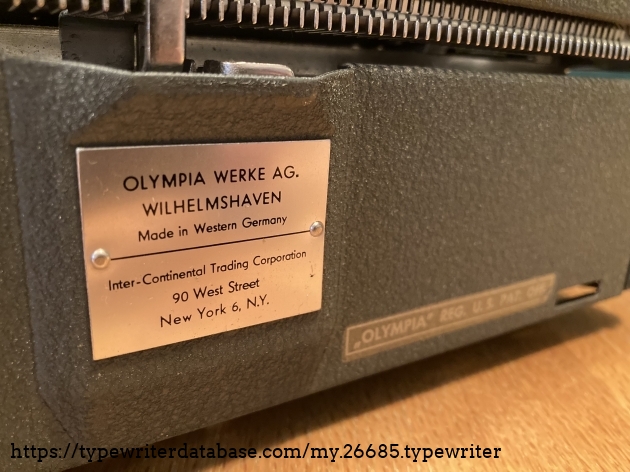 OLYMPIA WERKE AG.
WILHELMSHAVEN
Made in Western Germany
Inter-Continental Trading Corporation
90 West Street
New York 6, N.Y.
„OLYMPIA” REG. U.S. PAT. OFF.
https://typewriterdatabase.com/my.26685.typewriter